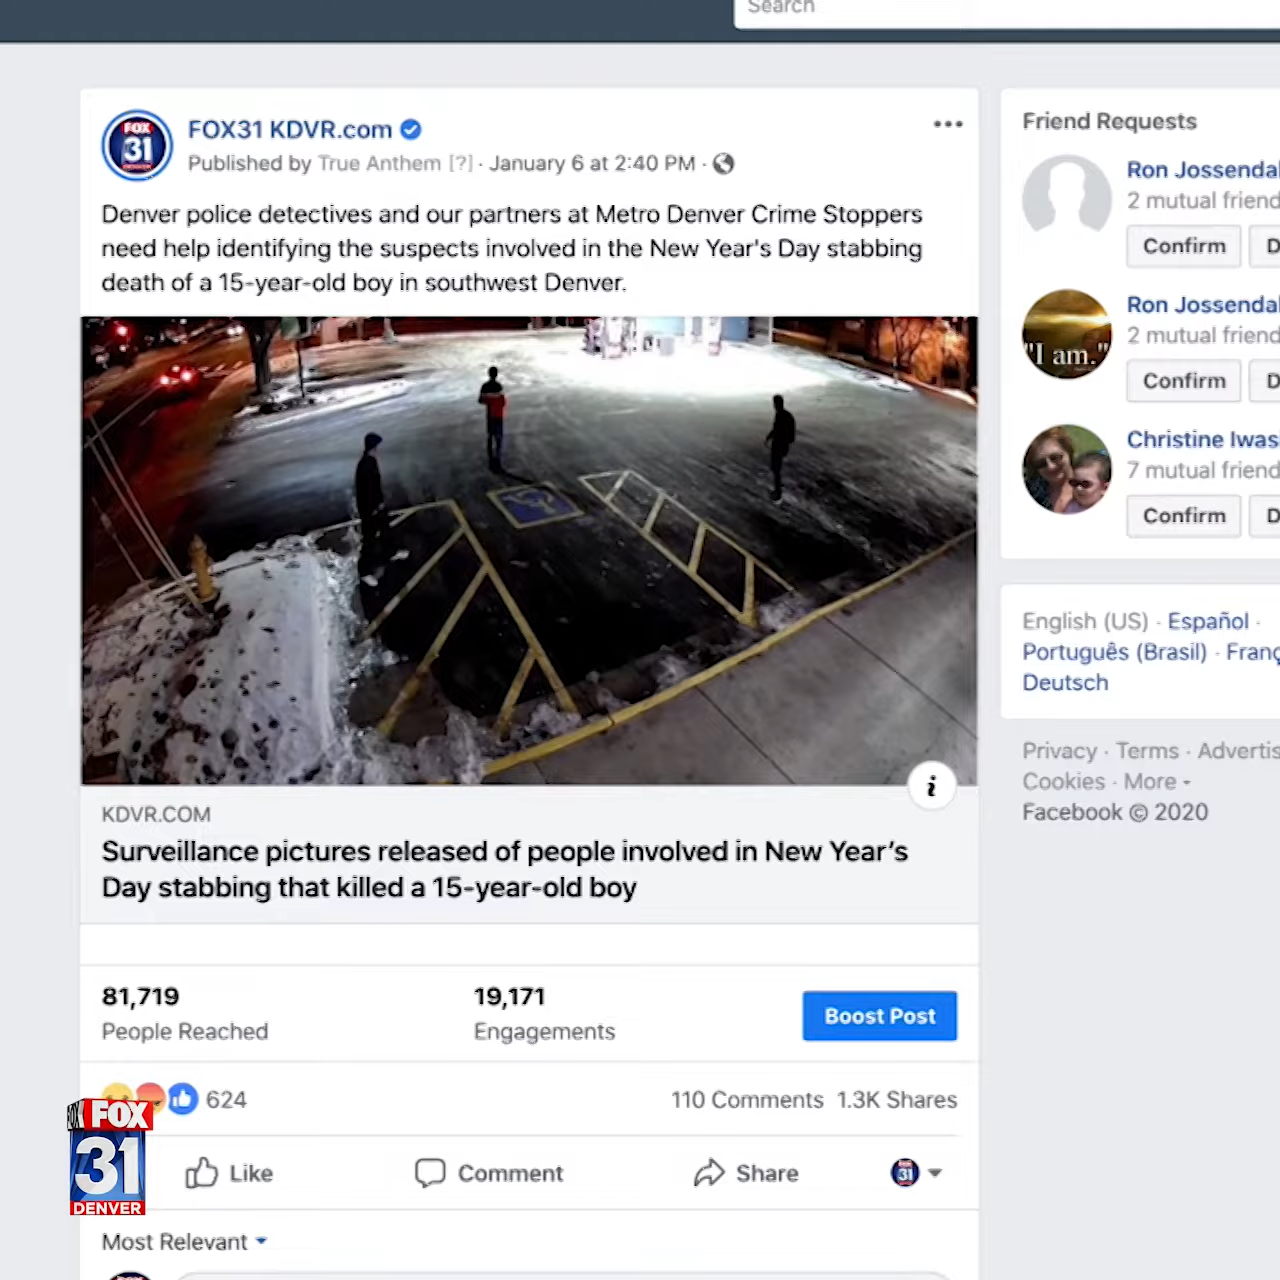 Search
FOX31 KDVR.com
Published by True Anthem [?] · January 6 at 2:40 PM ·
Denver police detectives and our partners at Metro Denver Crime Stoppers
need help identifying the suspects involved in the New Year's Day stabbing
death of a 15-year-old boy in southwest Denver.
KDVR.COM
Surveillance pictures released of people involved in New Year's
Day stabbing that killed a 15-year-old boy
81,719
People Reached
19,171
Engagements
Boost Post
624
110 Comments 1.3K Shares
Like
Comment
Share
Most Relevant
FOX
31
DENVER
FOX
31
31
Friend Requests
Ron Jossendal
2 mutual friend
Confirm
D
"I am."
Ron Jossendal
2 mutual friend
Confirm
D
Christine Iwas
7 mutual friend
Confirm
D
English (US) · Español ·
Português (Brasil) · Franç
Deutsch
Privacy · Terms · Advertis
Cookies · More
Facebook © 2020